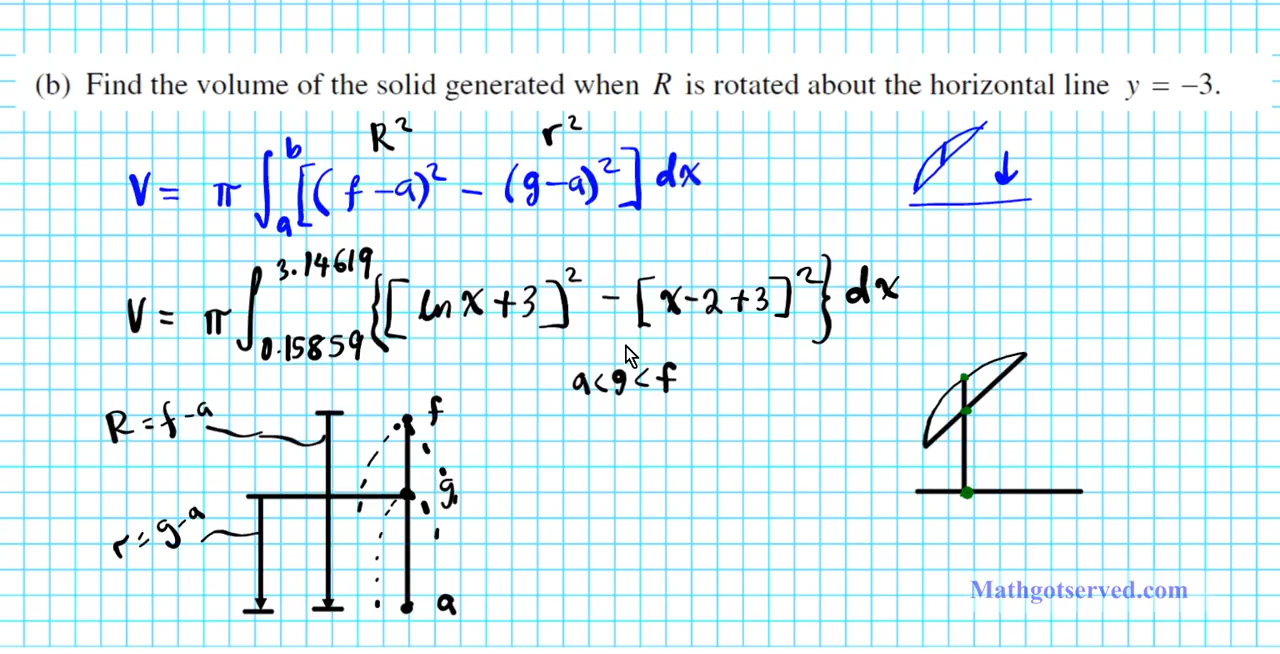 (b) Find the volume of the solid generated when R is rotated about the horizontal line y = −3.
R² r²
V = π ∫ₐᵇ [(f−a)² − (g−a)²] dx
V = π ∫_{0.15859}^{3.14619} {[ln x + 3]² − [x−2+3]²} dx
a<g<f
R = f−a
f
g
r = g−a
a
Mathgotserved.com